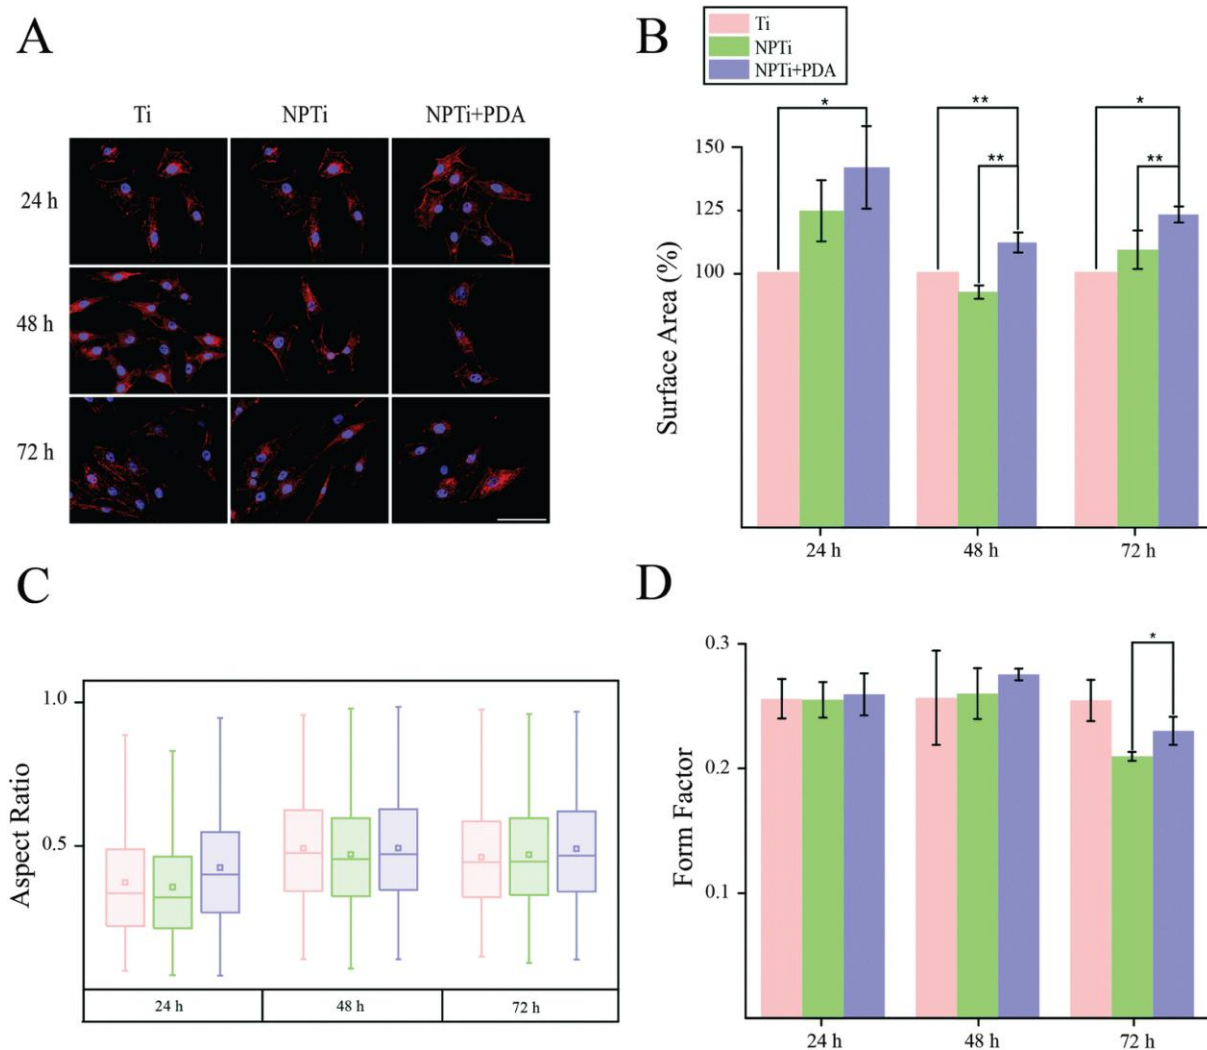 A
Ti NPTi NPTi+PDA
24 h
48 h
72 h
B
Ti
NPTi
NPTi+PDA
* ** *
** **
150
125
100
Surface Area (%)
24 h 48 h 72 h
C
1.0
0.5
Aspect Ratio
24 h 48 h 72 h
D
*
0.3
0.2
0.1
Form Factor
24 h 48 h 72 h